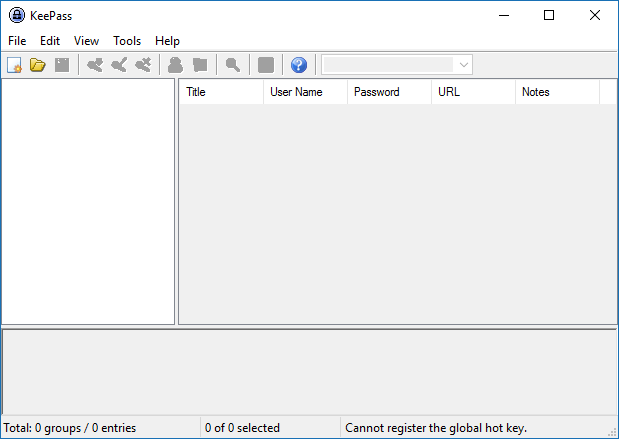 KeePass
File Edit View Tools Help
Title User Name Password URL Notes
Total: 0 groups / 0 entries 0 of 0 selected Cannot register the global hot key.